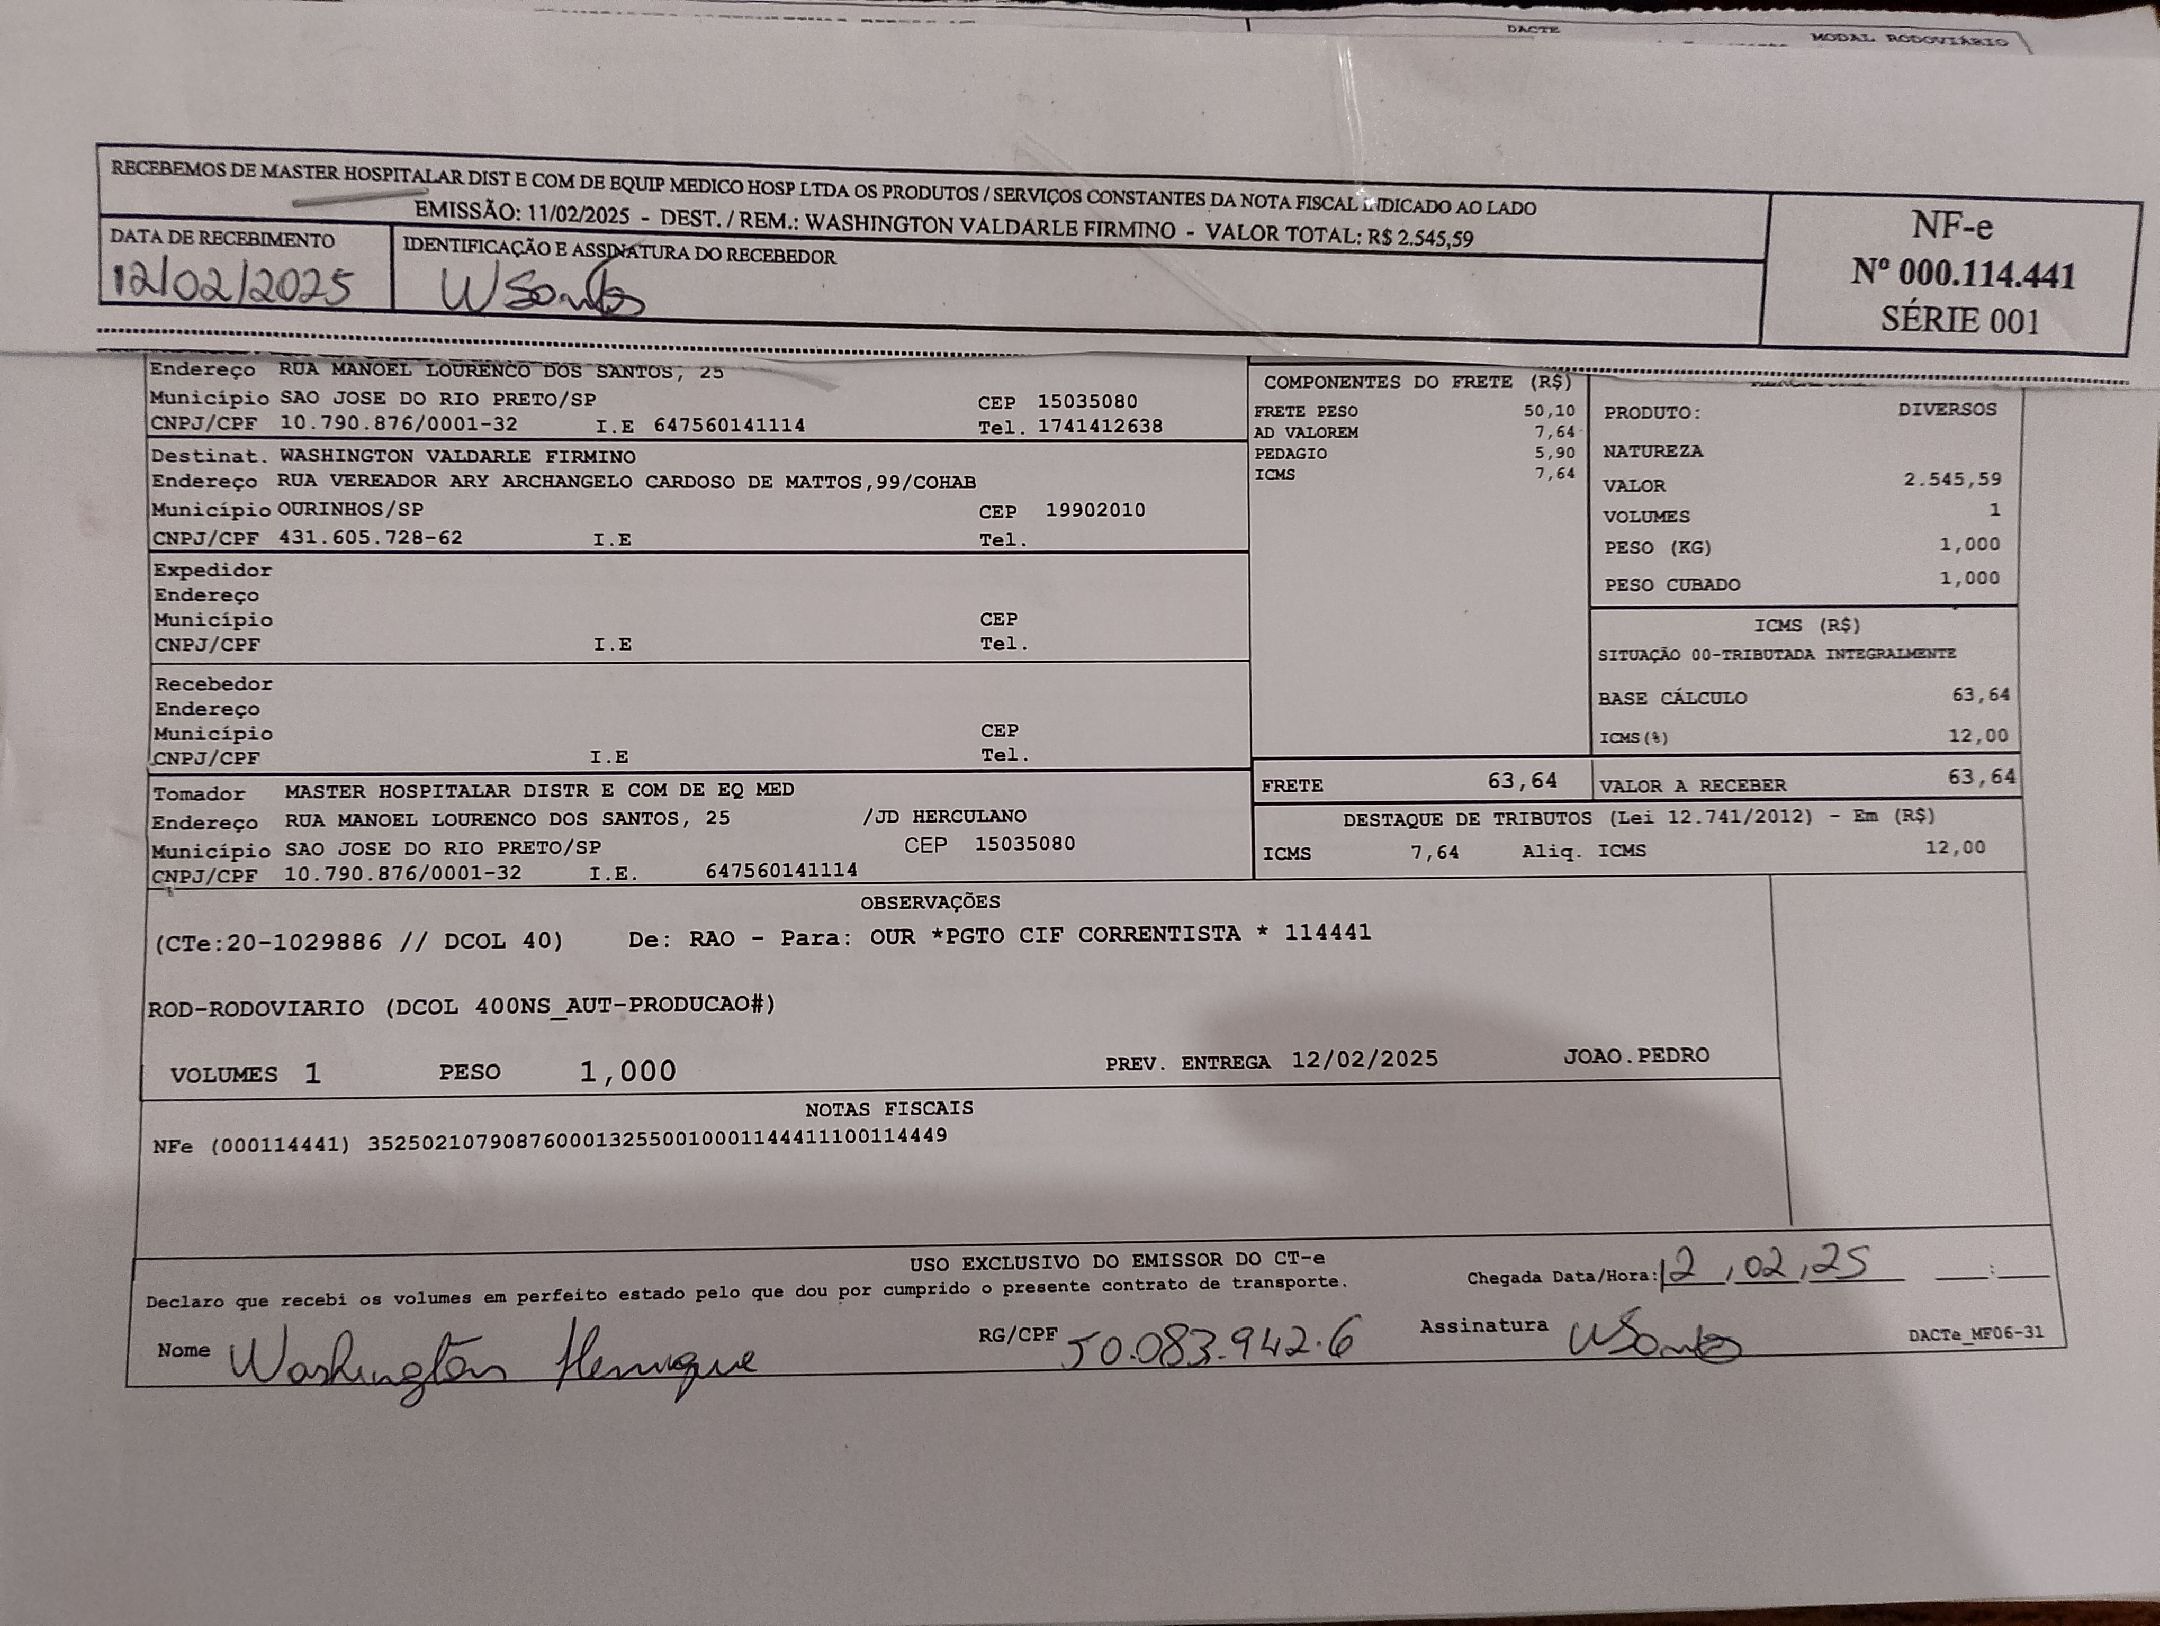 DACTE
MODAL RODOVIÁRIO
RECEBEMOS DE MASTER HOSPITALAR DIST E COM DE EQUIP MEDICO HOSP LTDA OS PRODUTOS / SERVIÇOS CONSTANTES DA NOTA FISCAL INDICADO AO LADO
EMISSÃO: 11/02/2025 - DEST. / REM.: WASHINGTON VALDARLE FIRMINO - VALOR TOTAL: R$ 2.545,59
DATA DE RECEBIMENTO
12/02/2025
IDENTIFICAÇÃO E ASSINATURA DO RECEBEDOR
WSantos
NF-e
Nº 000.114.441
SÉRIE 001
Endereço RUA MANOEL LOURENCO DOS SANTOS, 25
Município SAO JOSE DO RIO PRETO/SP CEP 15035080
CNPJ/CPF 10.790.876/0001-32 I.E 647560141114 Tel. 1741412638
Destinat. WASHINGTON VALDARLE FIRMINO
Endereço RUA VEREADOR ARY ARCHANGELO CARDOSO DE MATTOS,99/COHAB
Município OURINHOS/SP CEP 19902010
CNPJ/CPF 431.605.728-62 I.E Tel.
Expedidor
Endereço
Município CEP
CNPJ/CPF I.E Tel.
Recebedor
Endereço
Município CEP
CNPJ/CPF I.E Tel.
Tomador MASTER HOSPITALAR DISTR E COM DE EQ MED
Endereço RUA MANOEL LOURENCO DOS SANTOS, 25 /JD HERCULANO
Município SAO JOSE DO RIO PRETO/SP CEP 15035080
CNPJ/CPF 10.790.876/0001-32 I.E. 647560141114
COMPONENTES DO FRETE (R$)
FRETE PESO 50,10
AD VALOREM 7,64
PEDAGIO 5,90
ICMS 7,64
PRODUTO: DIVERSOS
NATUREZA
VALOR 2.545,59
VOLUMES 1
PESO (KG) 1,000
PESO CUBADO 1,000
ICMS (R$)
SITUAÇÃO 00-TRIBUTADA INTEGRALMENTE
BASE CÁLCULO 63,64
ICMS(%) 12,00
FRETE 63,64 VALOR A RECEBER 63,64
DESTAQUE DE TRIBUTOS (Lei 12.741/2012) - Em (R$)
ICMS 7,64 Aliq. ICMS 12,00
OBSERVAÇÕES
(CTe:20-1029886 // DCOL 40) De: RAO - Para: OUR *PGTO CIF CORRENTISTA * 114441
ROD-RODOVIARIO (DCOL 400NS_AUT-PRODUCAO#)
VOLUMES 1 PESO 1,000 PREV. ENTREGA 12/02/2025 JOAO.PEDRO
NOTAS FISCAIS
NFe (000114441) 35250210790876000132550010001144411100114449
USO EXCLUSIVO DO EMISSOR DO CT-e
Declaro que recebi os volumes em perfeito estado pelo que dou por cumprido o presente contrato de transporte. Chegada Data/Hora: 12,02,25 :
Nome Washington Henrique RG/CPF 50.083.942.6 Assinatura WSantos DACTe_MF06-31